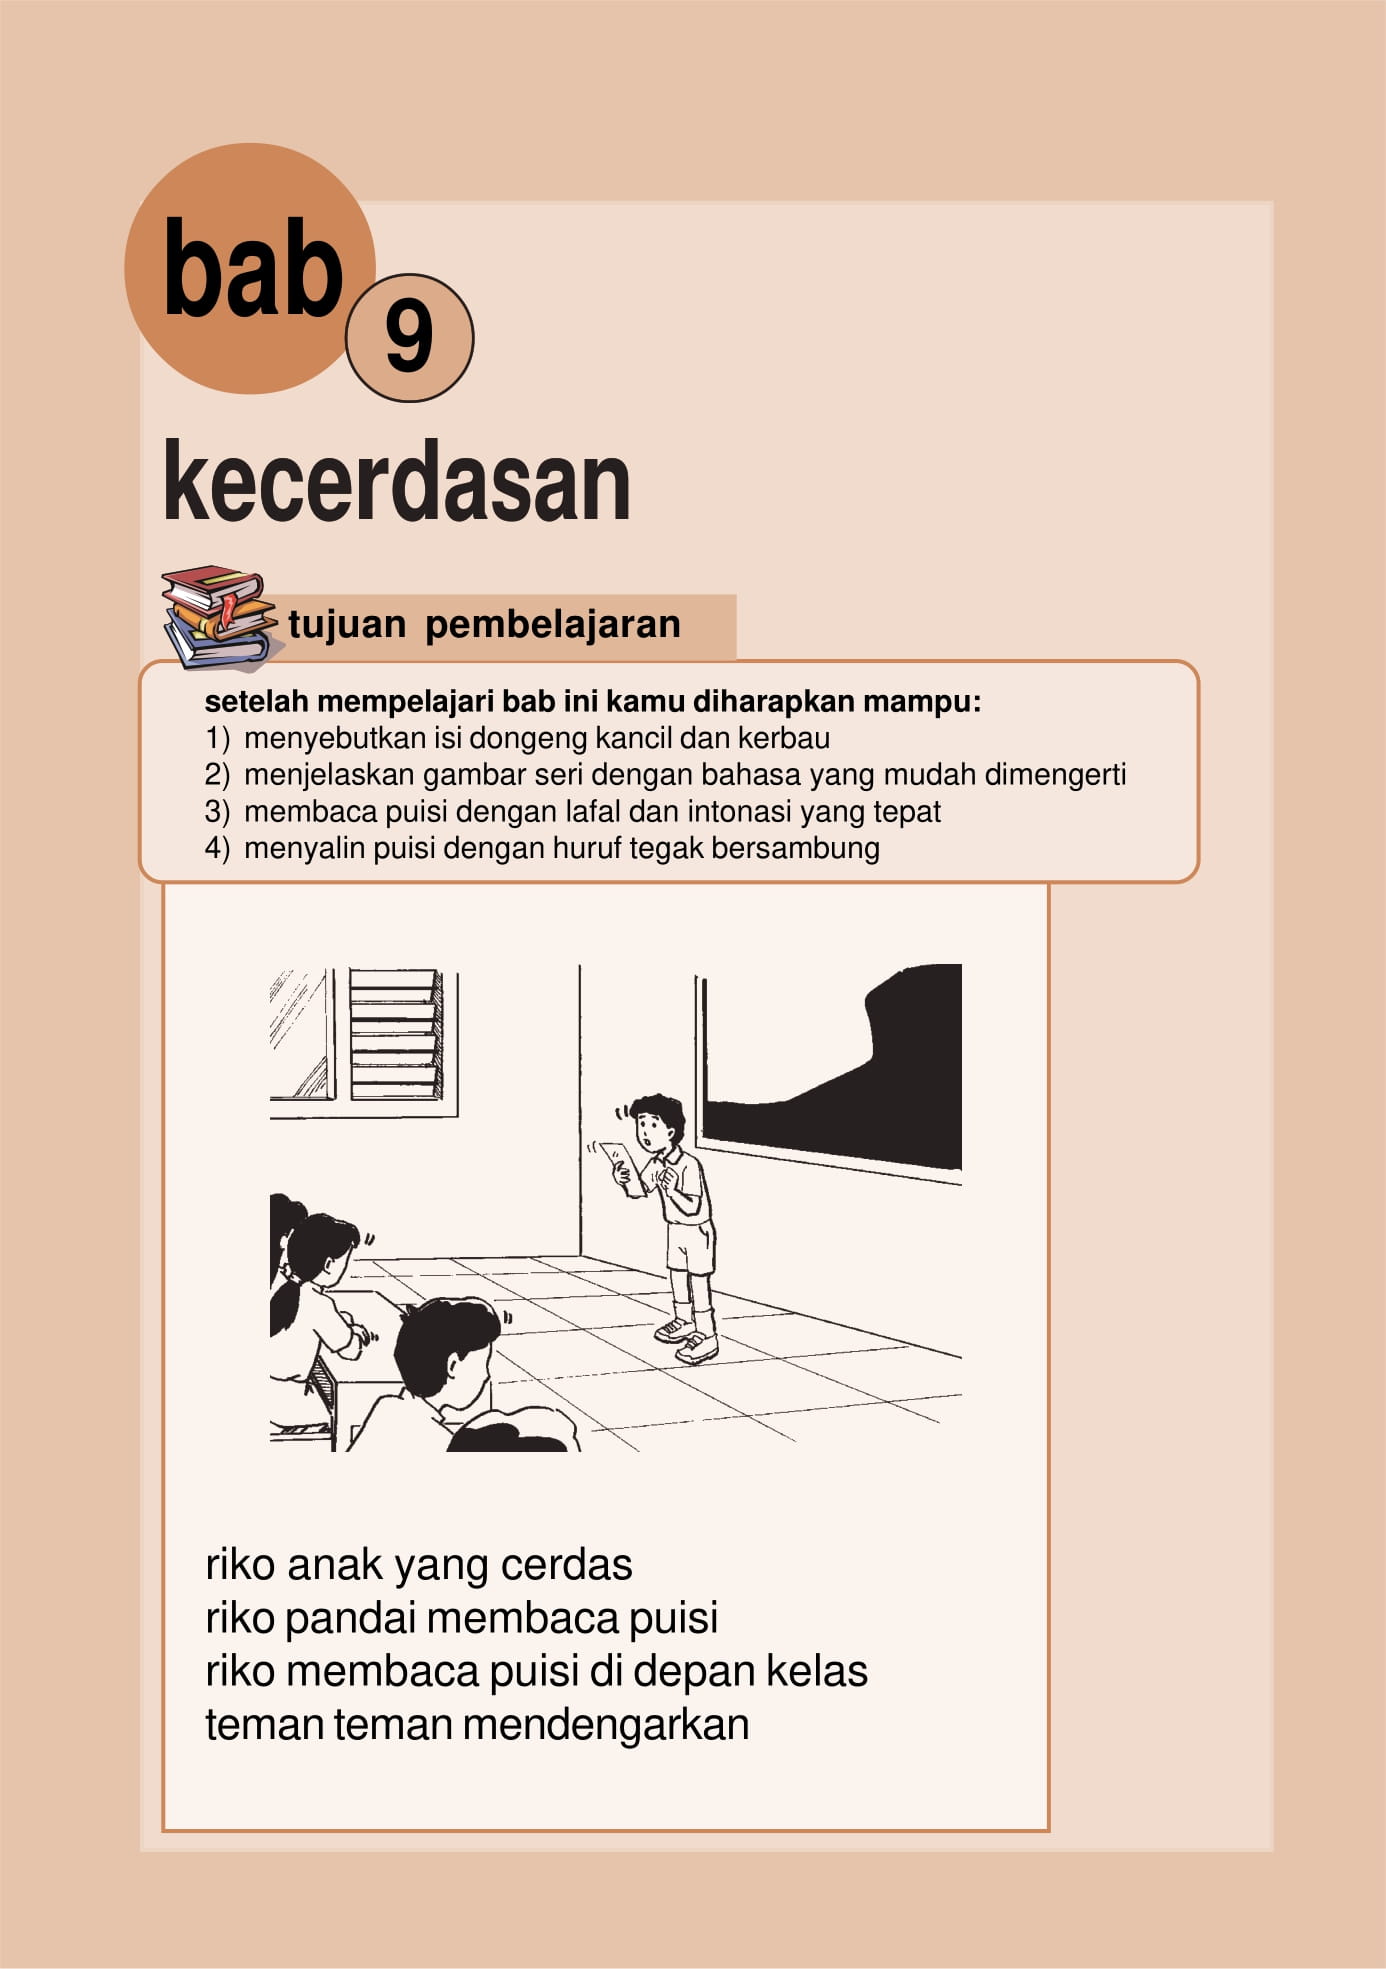 bab
9
kecerdasan
tujuan pembelajaran
setelah mempelajari bab ini kamu diharapkan mampu:
1) menyebutkan isi dongeng kancil dan kerbau
2) menjelaskan gambar seri dengan bahasa yang mudah dimengerti
3) membaca puisi dengan lafal dan intonasi yang tepat
4) menyalin puisi dengan huruf tegak bersambung
riko anak yang cerdas
riko pandai membaca puisi
riko membaca puisi di depan kelas
teman teman mendengarkan